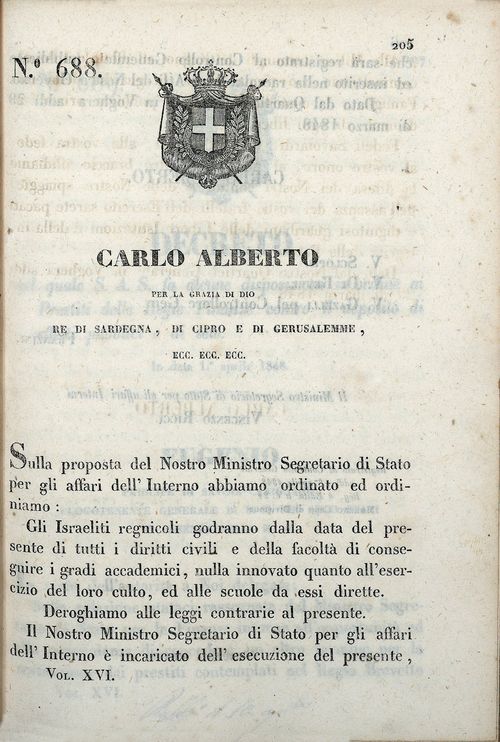 205
N.º 688.
CARLO ALBERTO
PER LA GRAZIA DI DIO
RE DI SARDEGNA, DI CIPRO E DI GERUSALEMME,
ECC. ECC. ECC.
Sulla proposta del Nostro Ministro Segretario di Stato
per gli affari dell' Interno abbiamo ordinato ed ordi-
niamo :
Gli Israeliti regnicoli godranno dalla data del pre-
sente di tutti i diritti civili e della facoltà di conse-
guire i gradi accademici, nulla innovato quanto all'eser-
cizio del loro culto, ed alle scuole da essi dirette.
Deroghiamo alle leggi contrarie al presente.
Il Nostro Ministro Segretario di Stato per gli affari
dell' Interno è incaricato dell' esecuzione del presente ,
VOL. XVI.